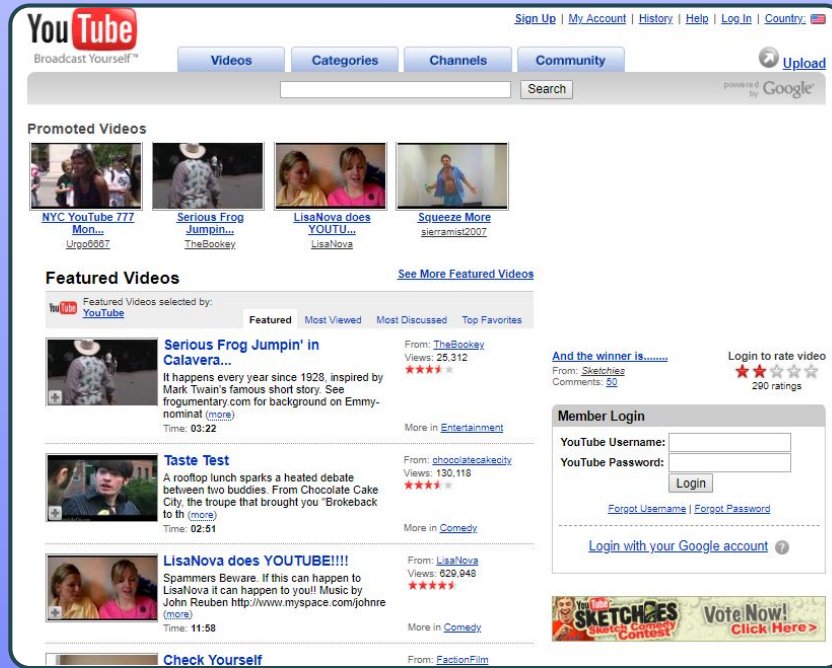 You Tube
Broadcast Yourself™
Sign Up | My Account | History | Help | Log In | Country:
Videos
Categories
Channels
Community
Upload
Search
powered by Google
Promoted Videos
NYC YouTube 777 Mon...
Urgo6667
Serious Frog Jumpin...
TheBookey
LisaNova does YOUTU...
LisaNova
Squeeze More
sierramist2007
Featured Videos
See More Featured Videos
You Tube
Featured Videos selected by:
YouTube
Featured
Most Viewed
Most Discussed
Top Favorites
Serious Frog Jumpin' in
Calavera...
It happens every year since 1928, inspired by
Mark Twain's famous short story. See
frogumentary.com for background on Emmy-
nominat (more)
Time: 03:22
From: TheBookey
Views: 25,312
More in Entertainment
Taste Test
A rooftop lunch sparks a heated debate
between two buddies. From Chocolate Cake
City, the troupe that brought you "Brokeback
to th (more)
Time: 02:51
From: chocolatecakecity
Views: 130,118
More in Comedy
LisaNova does YOUTUBE!!!!
Spammers Beware. If this can happen to
LisaNova it can happen to you!! Music by
John Reuben http://www.myspace.com/johnre
(more)
Time: 11:58
From: LisaNova
Views: 629,948
More in Comedy
Check Yourself
From: FactionFilm
And the winner is........
From: Sketchies
Comments: 50
Login to rate video
290 ratings
Member Login
YouTube Username:
YouTube Password:
Login
Forgot Username | Forgot Password
Login with your Google account ?
You Tube
SKETCHIES
Sketch Comedy
Contest
Vote Now!
Click Here >